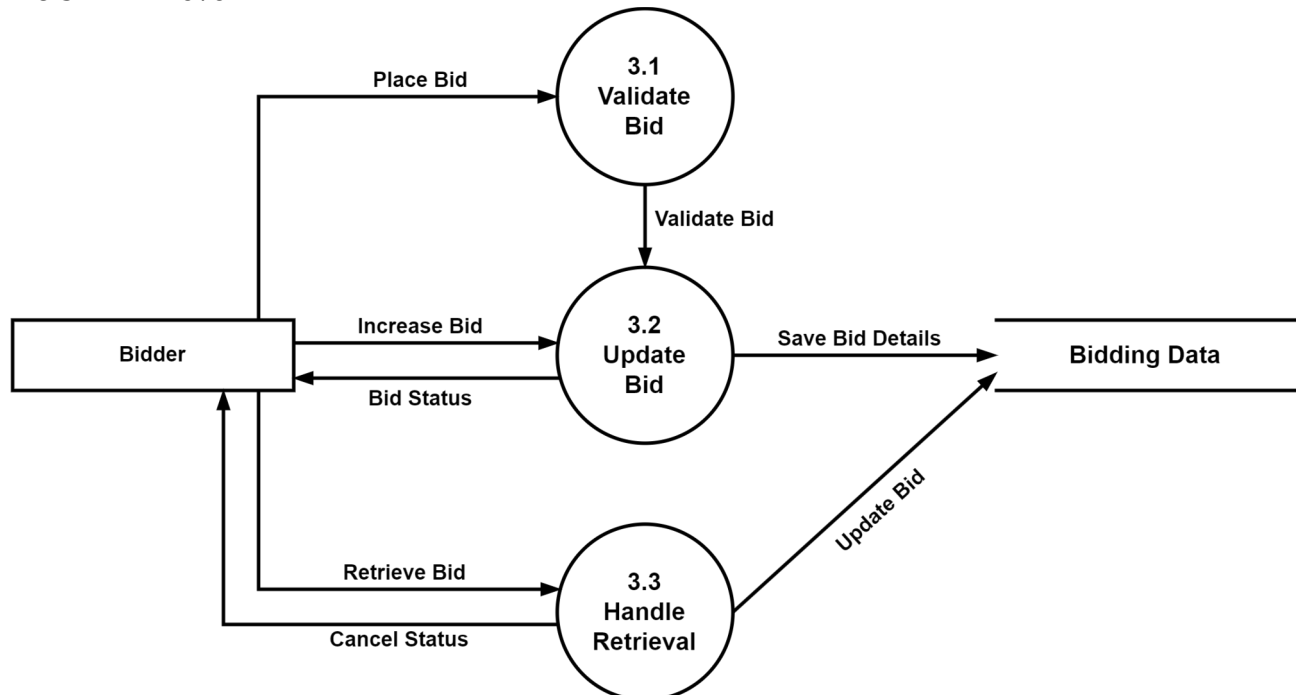 Place Bid
3.1
Validate
Bid
Validate Bid
Bidder
Increase Bid
Bid Status
3.2
Update
Bid
Save Bid Details
Bidding Data
Update Bid
Retrieve Bid
Cancel Status
3.3
Handle
Retrieval